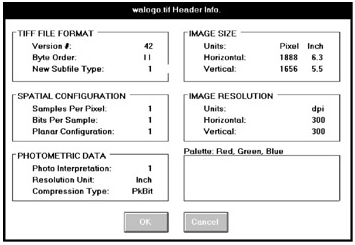 walogo.tif Header Info.
TIFF FILE FORMAT
Version #: 42
Byte Order: II
New Subfile Type: 1
SPATIAL CONFIGURATION
Samples Per Pixel: 1
Bits Per Sample: 1
Planar Configuration: 1
PHOTOMETRIC DATA
Photo Interpretation: 1
Resolution Unit: Inch
Compression Type: PkBit
IMAGE SIZE
Units: Pixel Inch
Horizontal: 1888 6.3
Vertical: 1656 5.5
IMAGE RESOLUTION
Units: dpi
Horizontal: 300
Vertical: 300
Palette: Red, Green, Blue
OK Cancel